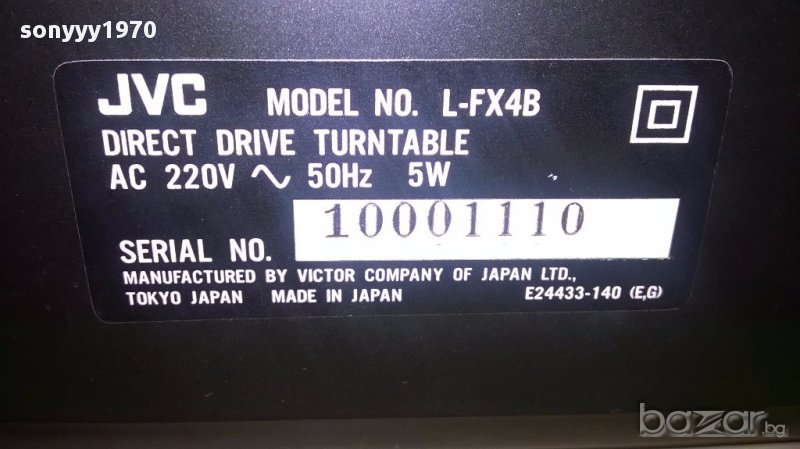 sonyyy1970
JVC MODEL NO. L-FX4B
DIRECT DRIVE TURNTABLE
AC 220V ~ 50Hz 5W
SERIAL NO. 10001110
MANUFACTURED BY VICTOR COMPANY OF JAPAN LTD.,
TOKYO JAPAN MADE IN JAPAN E24433-140 (E,G)
bazar.bg